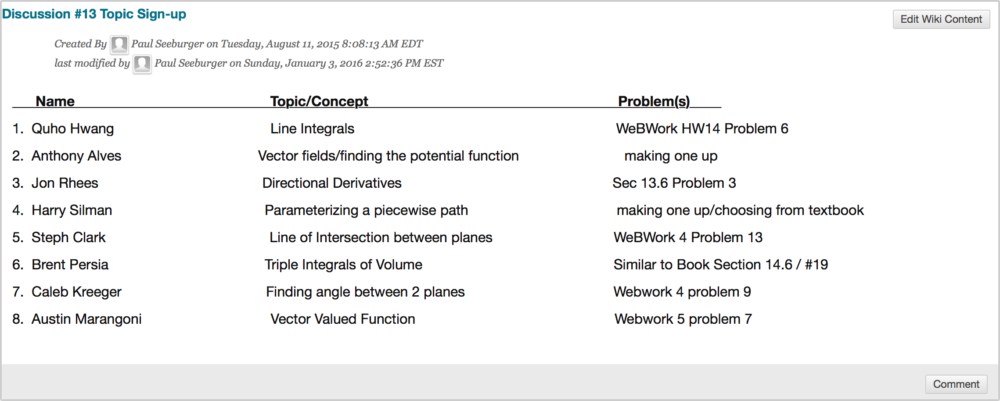 Discussion #13 Topic Sign-up
Edit Wiki Content
Created By Paul Seeburger on Tuesday, August 11, 2015 8:08:13 AM EDT
last modified by Paul Seeburger on Sunday, January 3, 2016 2:52:36 PM EST
Name Topic/Concept Problem(s)
1. Quho Hwang Line Integrals WeBWork HW14 Problem 6
2. Anthony Alves Vector fields/finding the potential function making one up
3. Jon Rhees Directional Derivatives Sec 13.6 Problem 3
4. Harry Silman Parameterizing a piecewise path making one up/choosing from textbook
5. Steph Clark Line of Intersection between planes WeBWork 4 Problem 13
6. Brent Persia Triple Integrals of Volume Similar to Book Section 14.6 / #19
7. Caleb Kreeger Finding angle between 2 planes Webwork 4 problem 9
8. Austin Marangoni Vector Valued Function Webwork 5 problem 7
Comment